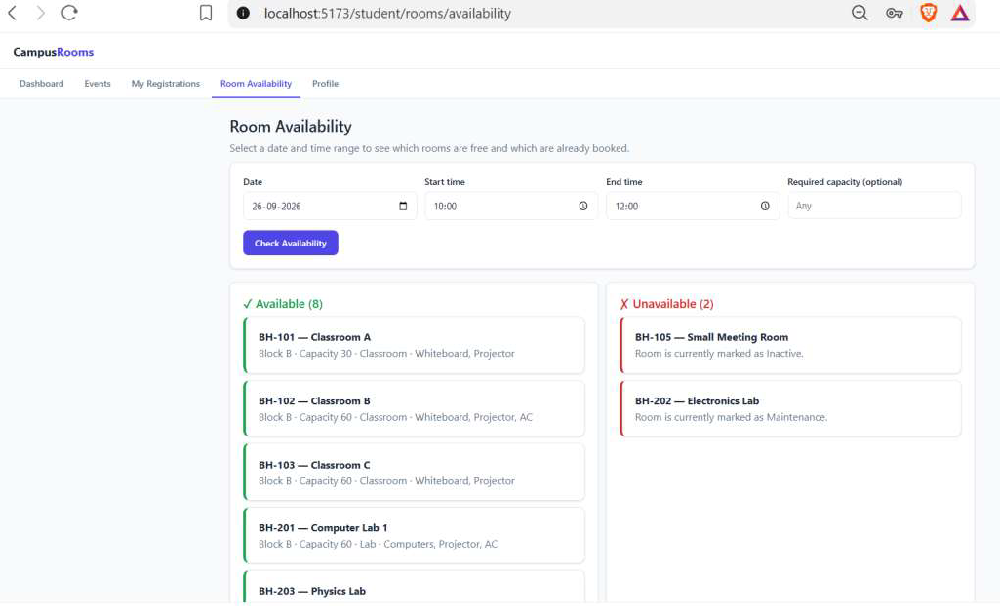 localhost:5173/student/rooms/availability
CampusRooms
Dashboard Events My Registrations Room Availability Profile
Room Availability
Select a date and time range to see which rooms are free and which are already booked.
Date Start time End time Required capacity (optional)
26-09-2026 10:00 12:00 Any
Check Availability
✓ Available (8)
BH-101 — Classroom A
Block B · Capacity 30 · Classroom · Whiteboard, Projector
BH-102 — Classroom B
Block B · Capacity 60 · Classroom · Whiteboard, Projector, AC
BH-103 — Classroom C
Block B · Capacity 60 · Classroom · Whiteboard, Projector
BH-201 — Computer Lab 1
Block B · Capacity 60 · Lab · Computers, Projector, AC
BH-203 — Physics Lab
✗ Unavailable (2)
BH-105 — Small Meeting Room
Room is currently marked as Inactive.
BH-202 — Electronics Lab
Room is currently marked as Maintenance.